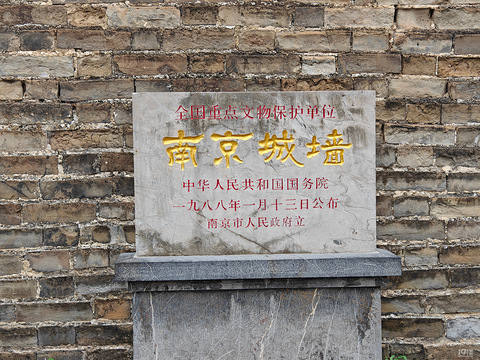 全国重点文物保护单位
南京城墙
中华人民共和国国务院
一九八八年一月十三日公布
南京市人民政府立